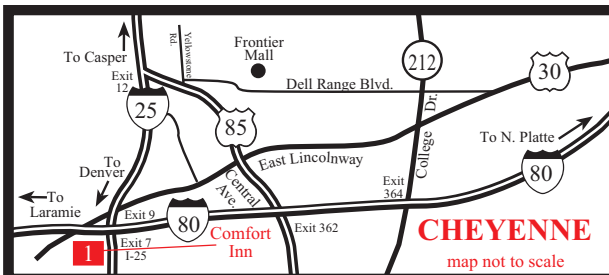 To Casper
Exit
12
Yellowstone
Rd.
Frontier
Mall
Dell Range Blvd.
212
30
25
85
College Dr.
East Lincolnway
To N. Platte
80
To
Denver
To
Laramie
Exit 9
80
Central
Ave.
Exit
364
Exit 362
1
Exit 7
I-25
Comfort
Inn
CHEYENNE
map not to scale